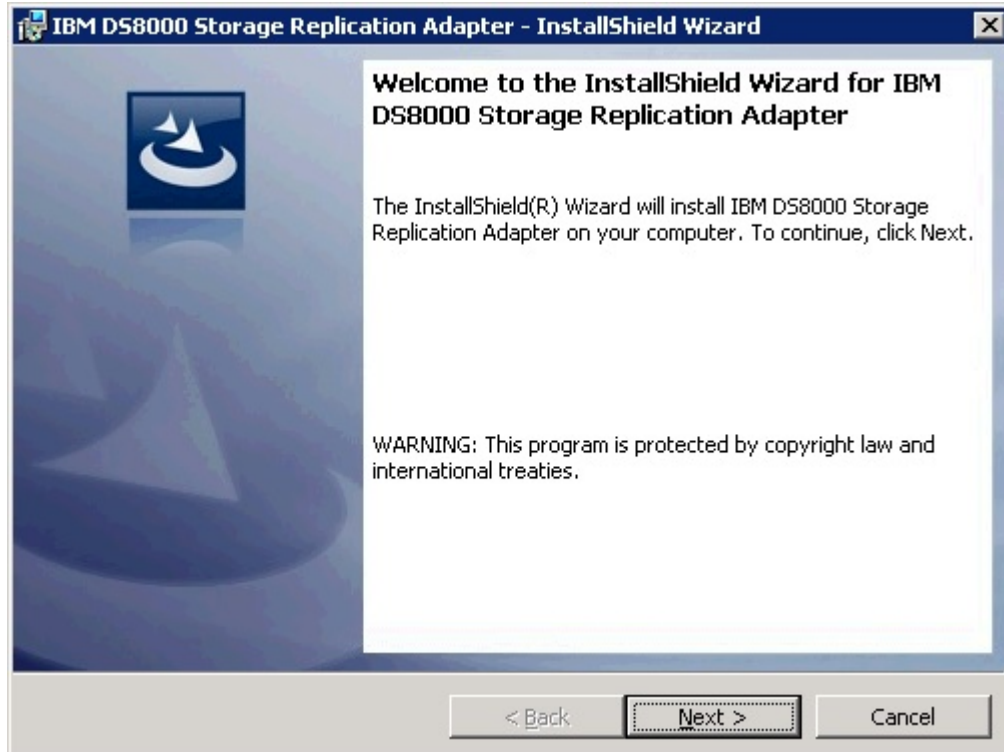 IBM DS8000 Storage Replication Adapter - InstallShield Wizard
Welcome to the InstallShield Wizard for IBM
DS8000 Storage Replication Adapter
The InstallShield(R) Wizard will install IBM DS8000 Storage
Replication Adapter on your computer. To continue, click Next.
WARNING: This program is protected by copyright law and
international treaties.
< Back
Next >
Cancel